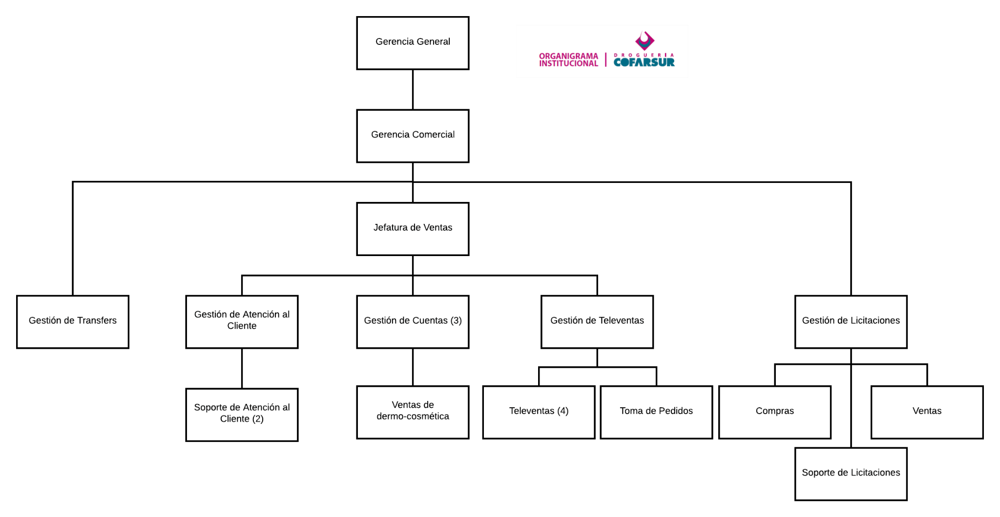 Gerencia General
ORGANIGRAMA
INSTITUCIONAL
DROGUERIA
COFARSUR
Gerencia Comercial
Jefatura de Ventas
Gestión de Transfers
Gestión de Atención al
Cliente
Gestión de Cuentas (3)
Gestión de Televentas
Gestión de Licitaciones
Soporte de Atención al
Cliente (2)
Ventas de
dermo-cosmética
Televentas (4)
Toma de Pedidos
Compras
Ventas
Soporte de Licitaciones